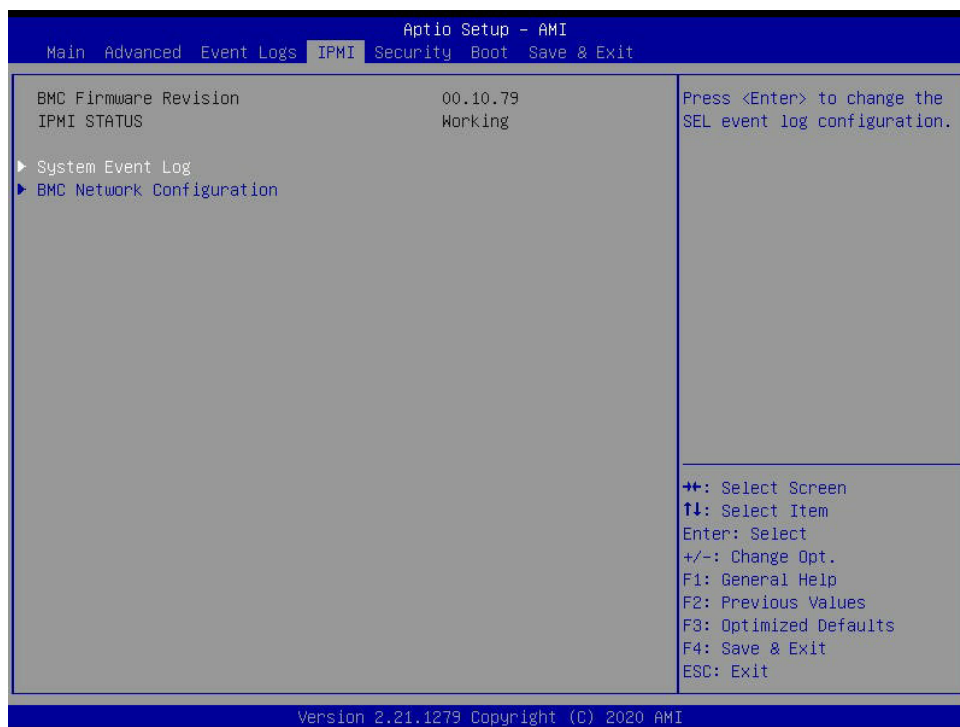 Aptio Setup – AMI
Main Advanced Event Logs IPMI Security Boot Save & Exit
BMC Firmware Revision 00.10.79
IPMI STATUS Working
▶ System Event Log
▶ BMC Network Configuration
Press <Enter> to change the
SEL event log configuration.
→←: Select Screen
↑↓: Select Item
Enter: Select
+/-: Change Opt.
F1: General Help
F2: Previous Values
F3: Optimized Defaults
F4: Save & Exit
ESC: Exit
Version 2.21.1279 Copyright (C) 2020 AMI